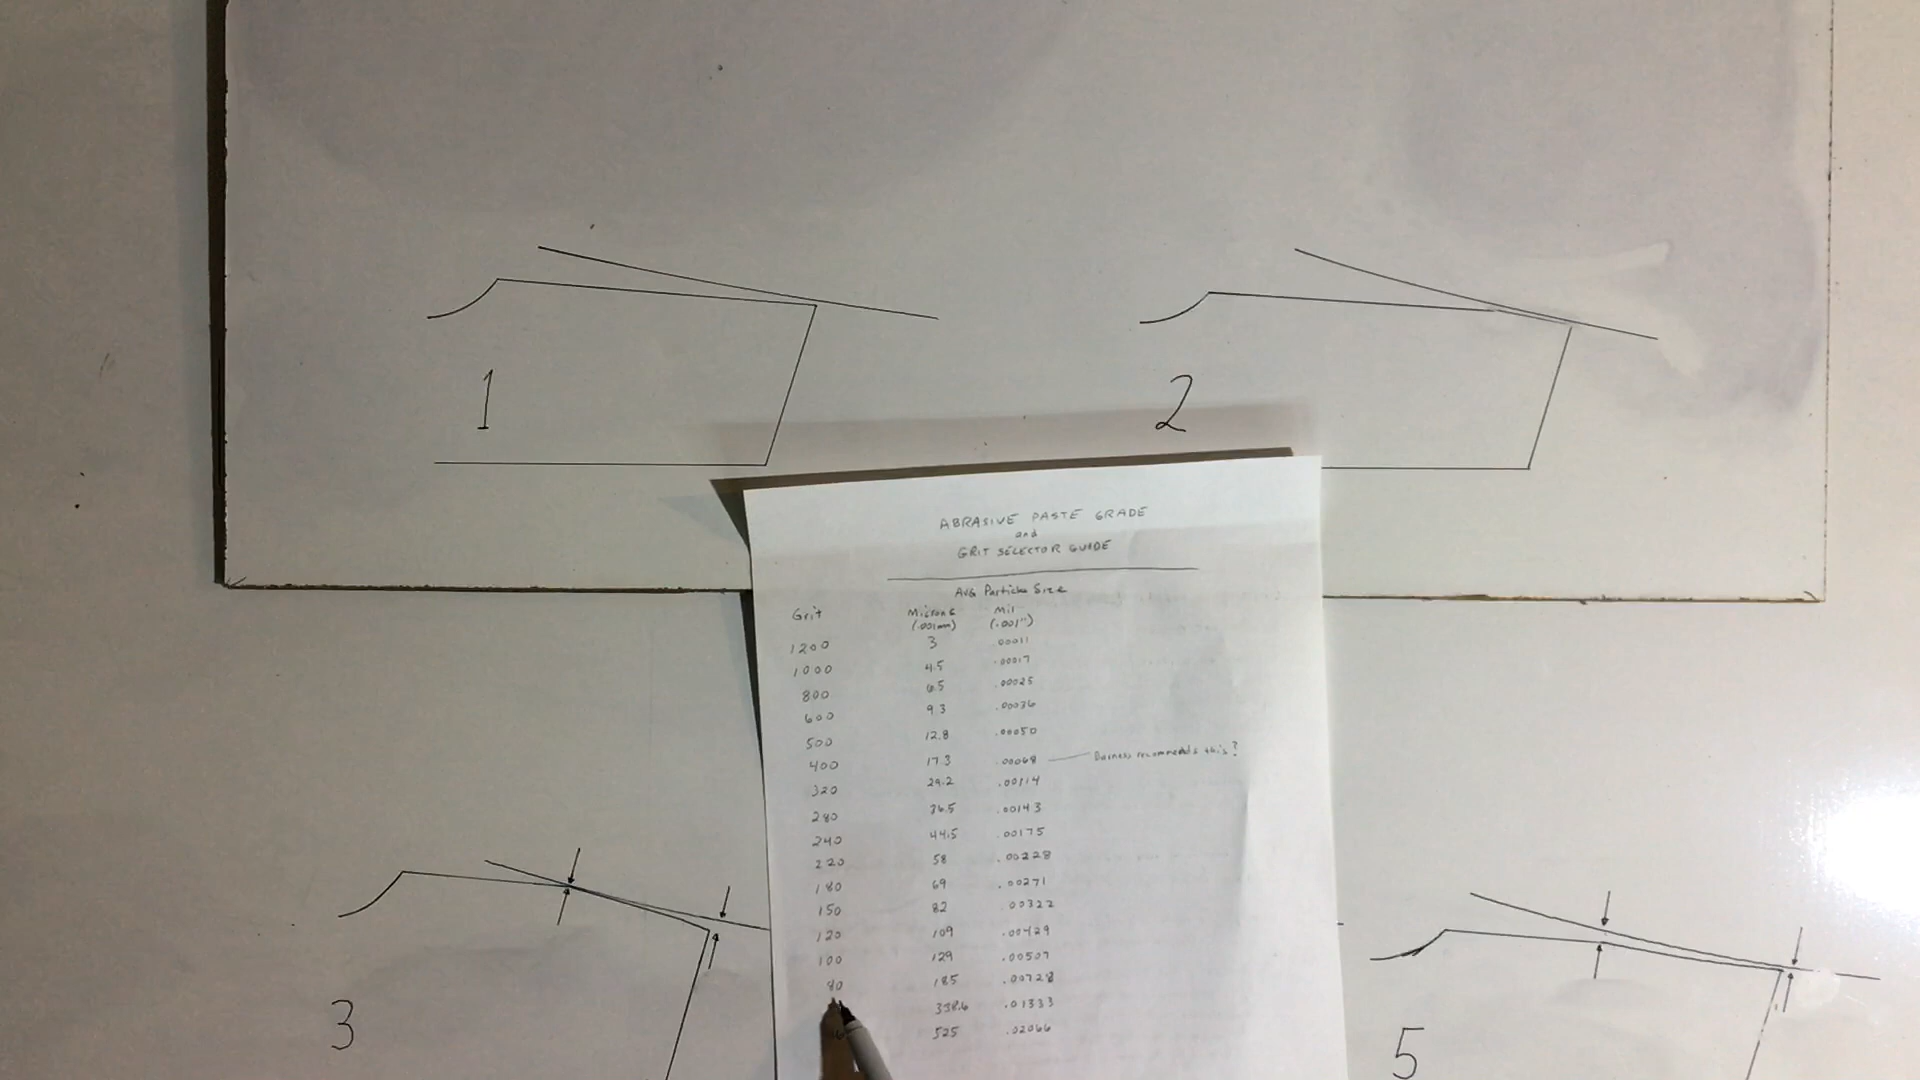 1
2
ABRASIVE PASTE GRADE
and
GRIT SELECTOR GUIDE
AVG Particle Size
Grit Microns Mil
(.001mm) (.001")
1200 3 .00011
1000 4.5 .00017
800 6.5 .00025
600 9.3 .00036
500 12.8 .00050
400 17.3 .00068 recommends this?
320 29.2 .00114
280 36.5 .00143
240 44.5 .00175
220 58 .00228
180 69 .00271
150 82 .00322
120 109 .00429
100 129 .00507
80 185 .00728
338.6 .01333
525 .02066
3
5